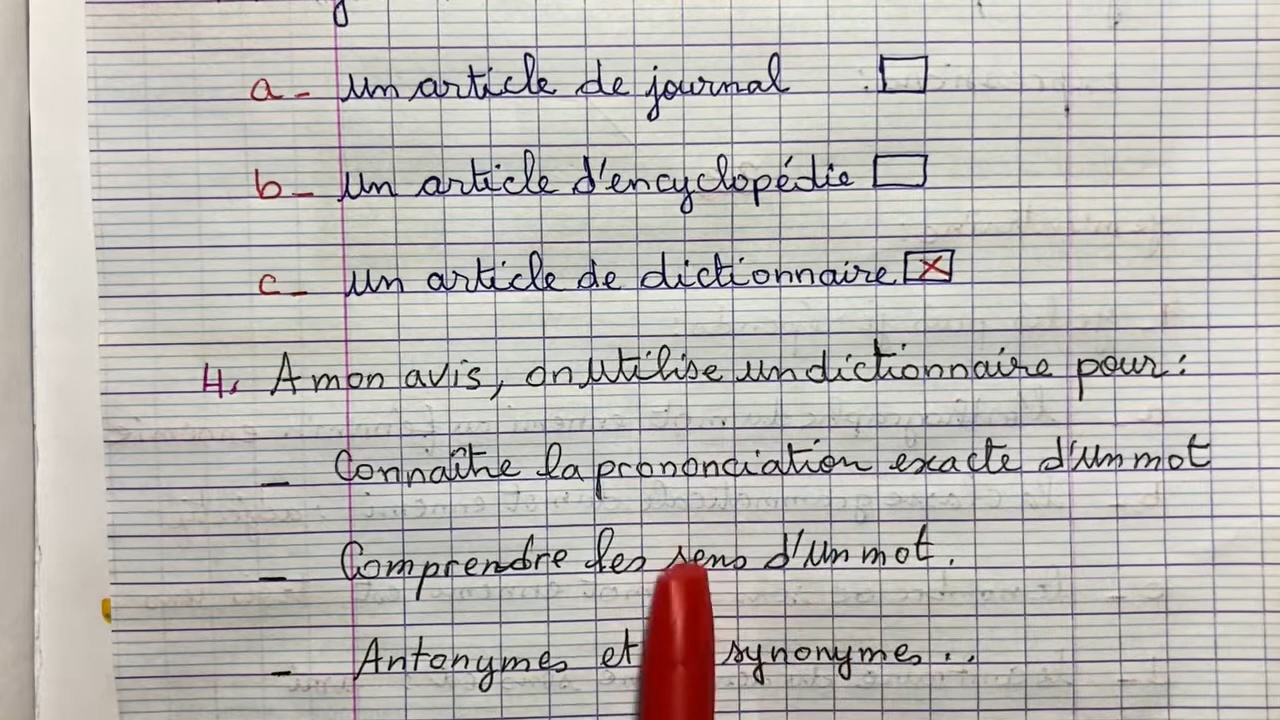 a- un article de journal
b- un article d'encyclopédie
c- un article de dictionnaire X
4. A mon avis, on utilise un dictionnaire pour :
- Connaître la prononciation exacte d'un mot
- Comprendre les sens d'un mot.
- Antonymes et synonymes..